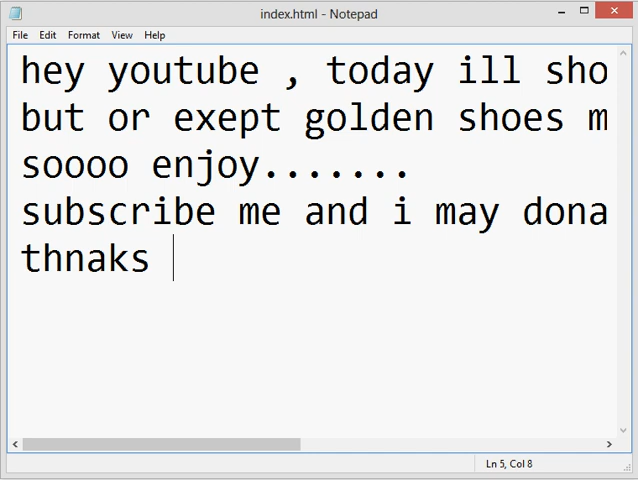 index.html - Notepad
File Edit Format View Help
hey youtube , today ill sho
but or exept golden shoes m
soooo enjoy.......
subscribe me and i may dona
thnaks
Ln 5, Col 8